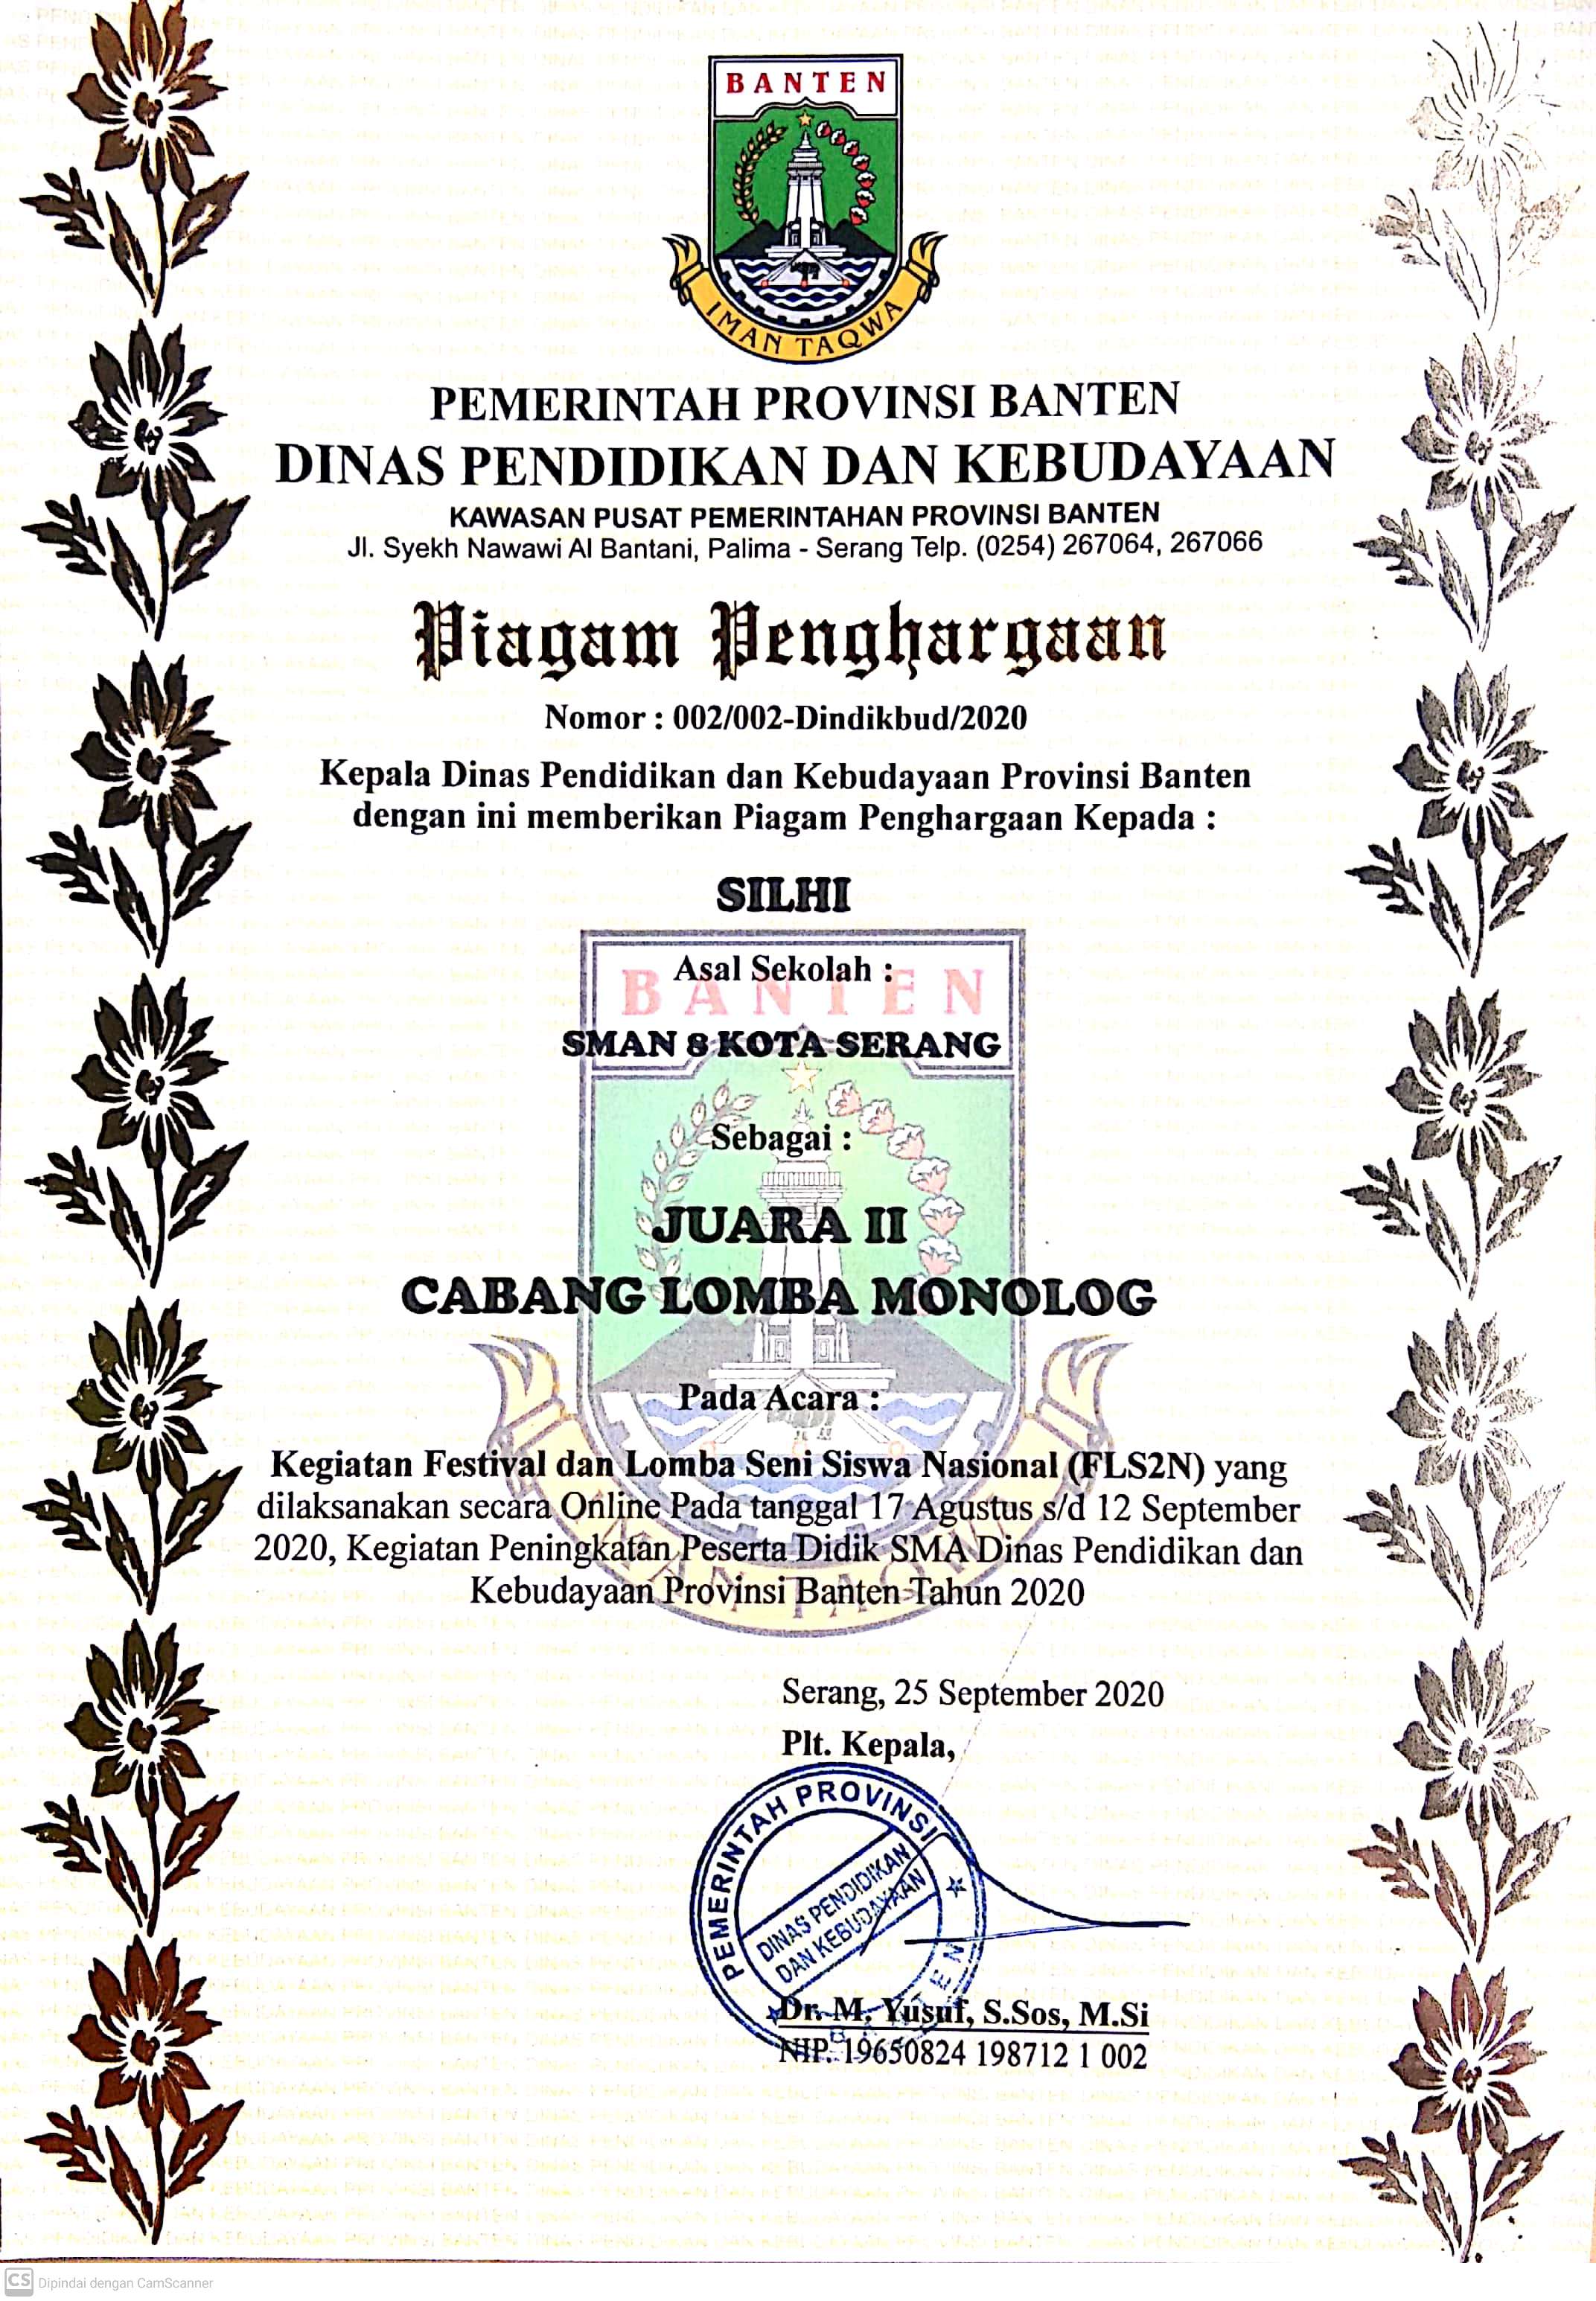 BANTEN
IMAN TAQWA
PEMERINTAH PROVINSI BANTEN
DINAS PENDIDIKAN DAN KEBUDAYAAN
KAWASAN PUSAT PEMERINTAHAN PROVINSI BANTEN
Jl. Syekh Nawawi Al Bantani, Palima - Serang Telp. (0254) 267064, 267066
Piagam Penghargaan
Nomor : 002/002-Dindikbud/2020
Kepala Dinas Pendidikan dan Kebudayaan Provinsi Banten
dengan ini memberikan Piagam Penghargaan Kepada :
SILHI
BANTEN
Asal Sekolah :
SMAN 8 KOTA SERANG
Sebagai :
JUARA II
CABANG LOMBA MONOLOG
Pada Acara :
Kegiatan Festival dan Lomba Seni Siswa Nasional (FLS2N) yang
dilaksanakan secara Online Pada tanggal 17 Agustus s/d 12 September
2020, Kegiatan Peningkatan Peserta Didik SMA Dinas Pendidikan dan
Kebudayaan Provinsi Banten Tahun 2020
Serang, 25 September 2020
Plt. Kepala,
PEMERINTAH PROVINSI
DINAS PENDIDIKAN
DAN KEBUDAYAAN
BANTEN
Dr. M. Yusuf, S.Sos, M.Si
NIP. 19650824 198712 1 002
CS Dipindai dengan CamScanner